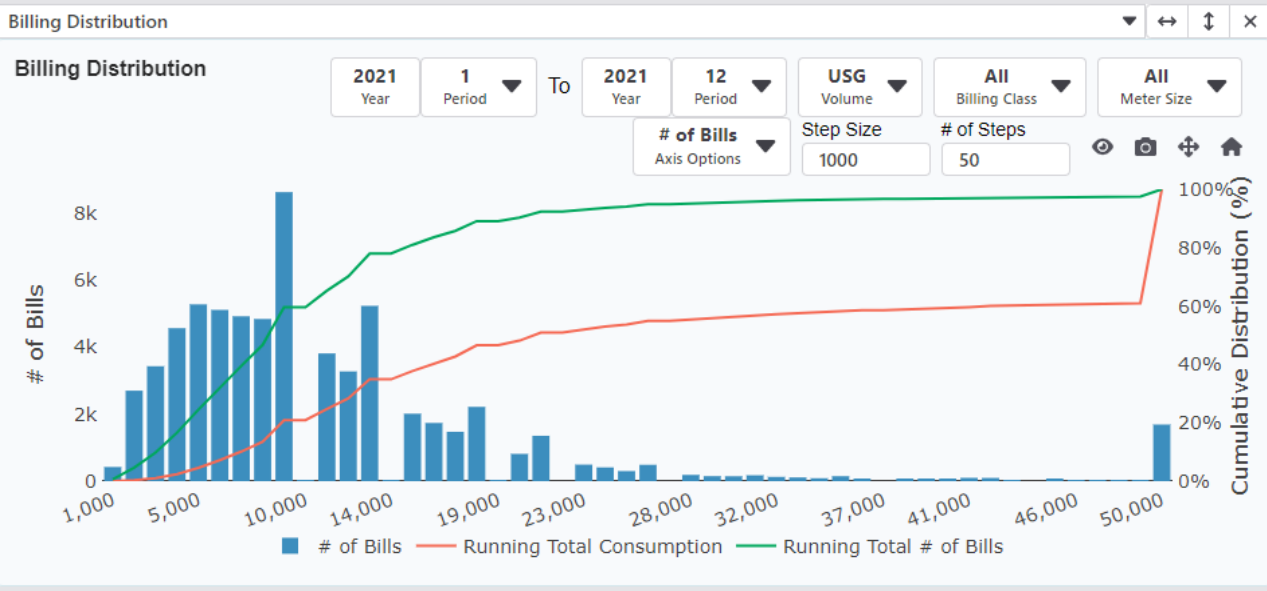 Billing Distribution
Billing Distribution
2021
Year
1
Period
To
2021
Year
12
Period
USG
Volume
All
Billing Class
All
Meter Size
# of Bills
Axis Options
Step Size
1000
# of Steps
50
# of Bills
8k
6k
4k
2k
0
100%
80%
60%
40%
20%
0%
Cumulative Distribution (%)
1,000
5,000
10,000
14,000
19,000
23,000
28,000
32,000
37,000
41,000
46,000
50,000
# of Bills
Running Total Consumption
Running Total # of Bills